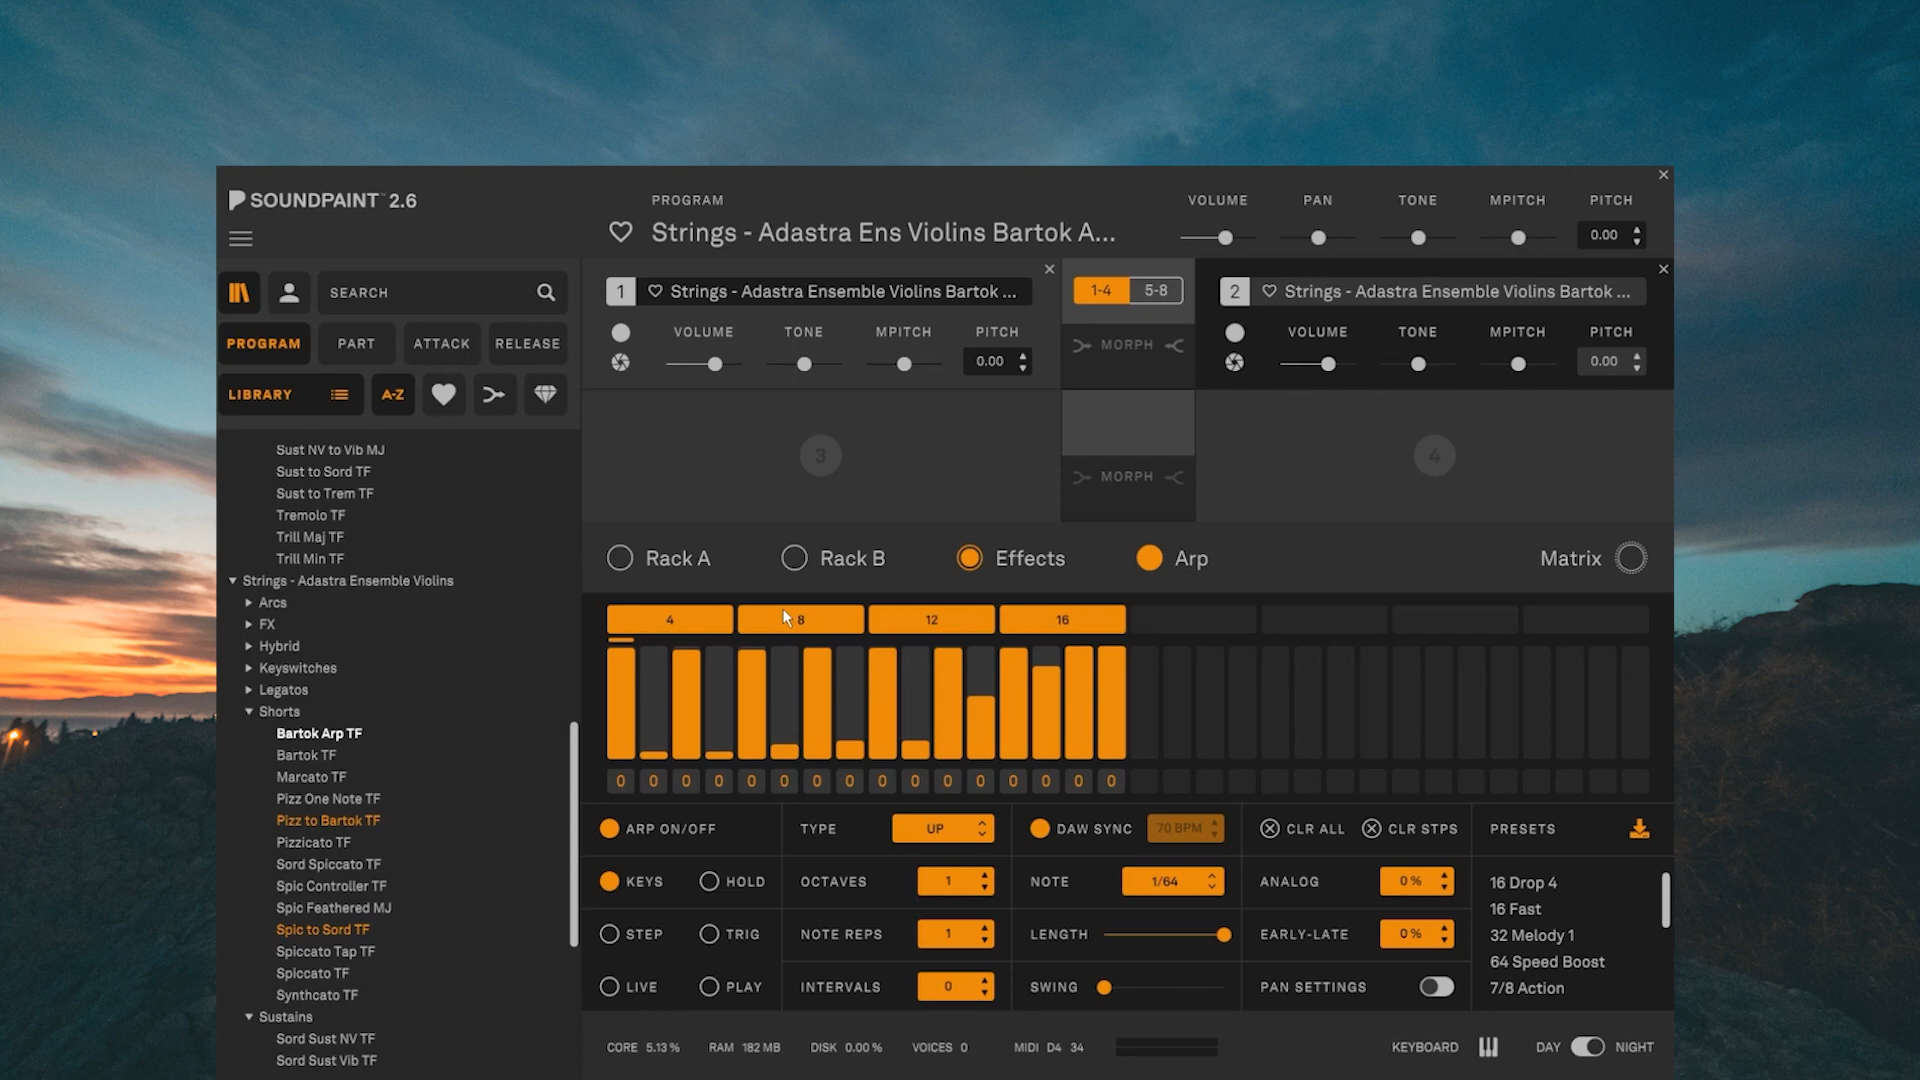 SOUNDPAINT™ 2.6
PROGRAM
Strings - Adastra Ens Violins Bartok A...
VOLUME
PAN
TONE
MPITCH
PITCH
0.00
SEARCH
PROGRAM
PART
ATTACK
RELEASE
LIBRARY
A-Z
1
Strings - Adastra Ensemble Violins Bartok ...
VOLUME
TONE
MPITCH
PITCH
0.00
1-4
5-8
MORPH
2
Strings - Adastra Ensemble Violins Bartok ...
VOLUME
TONE
MPITCH
PITCH
0.00
3
MORPH
4
Sust NV to Vib MJ
Sust to Sord TF
Sust to Trem TF
Tremolo TF
Trill Maj TF
Trill Min TF
Strings - Adastra Ensemble Violins
Arcs
FX
Hybrid
Keyswitches
Legatos
Shorts
Bartok Arp TF
Bartok TF
Marcato TF
Pizz One Note TF
Pizz to Bartok TF
Pizzicato TF
Sord Spiccato TF
Spic Controller TF
Spic Feathered MJ
Spic to Sord TF
Spiccato Tap TF
Spiccato TF
Synthcato TF
Sustains
Sord Sust NV TF
Sord Sust Vib TF
Rack A
Rack B
Effects
Arp
Matrix
4
8
12
16
0 0 0 0 0 0 0 0 0 0 0 0 0 0 0 0
ARP ON/OFF
TYPE
UP
DAW SYNC
70 BPM
CLR ALL
CLR STPS
PRESETS
KEYS
HOLD
OCTAVES
1
NOTE
1/64
ANALOG
0 %
STEP
TRIG
NOTE REPS
1
LENGTH
EARLY-LATE
0 %
LIVE
PLAY
INTERVALS
0
SWING
PAN SETTINGS
16 Drop 4
16 Fast
32 Melody 1
64 Speed Boost
7/8 Action
CORE 5.13 %
RAM 182 MB
DISK 0.00 %
VOICES 0
MIDI D4 34
KEYBOARD
DAY
NIGHT